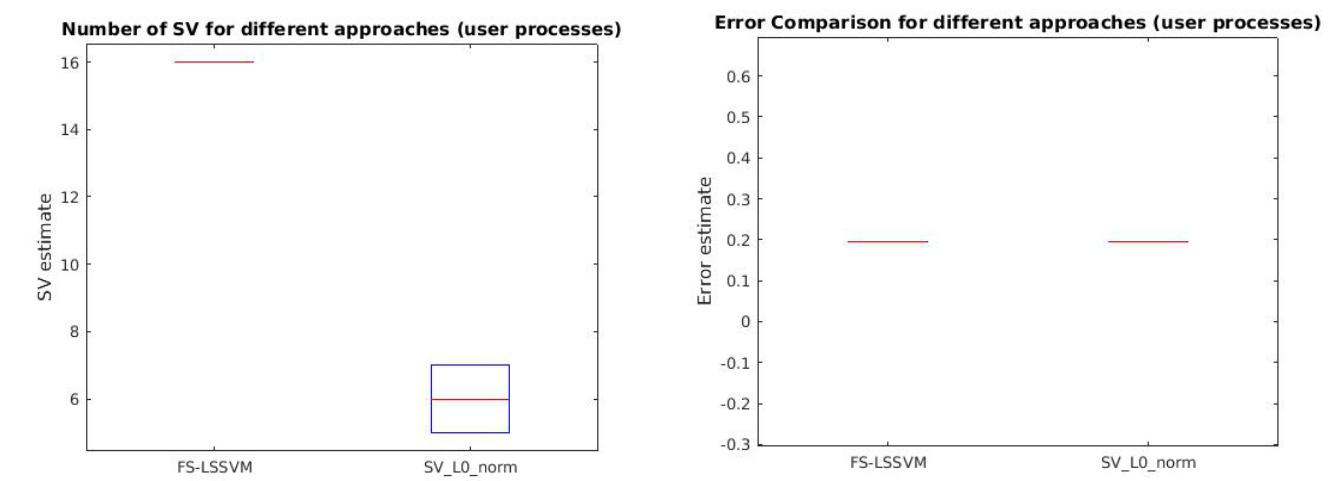 Number of SV for different approaches (user processes)
16
14
12
10
8
6
SV estimate
FS-LSSVM
SV_L0_norm
Error Comparison for different approaches (user processes)
0.6
0.5
0.4
0.3
0.2
0.1
0
-0.1
-0.2
-0.3
Error estimate
FS-LSSVM
SV_L0_norm